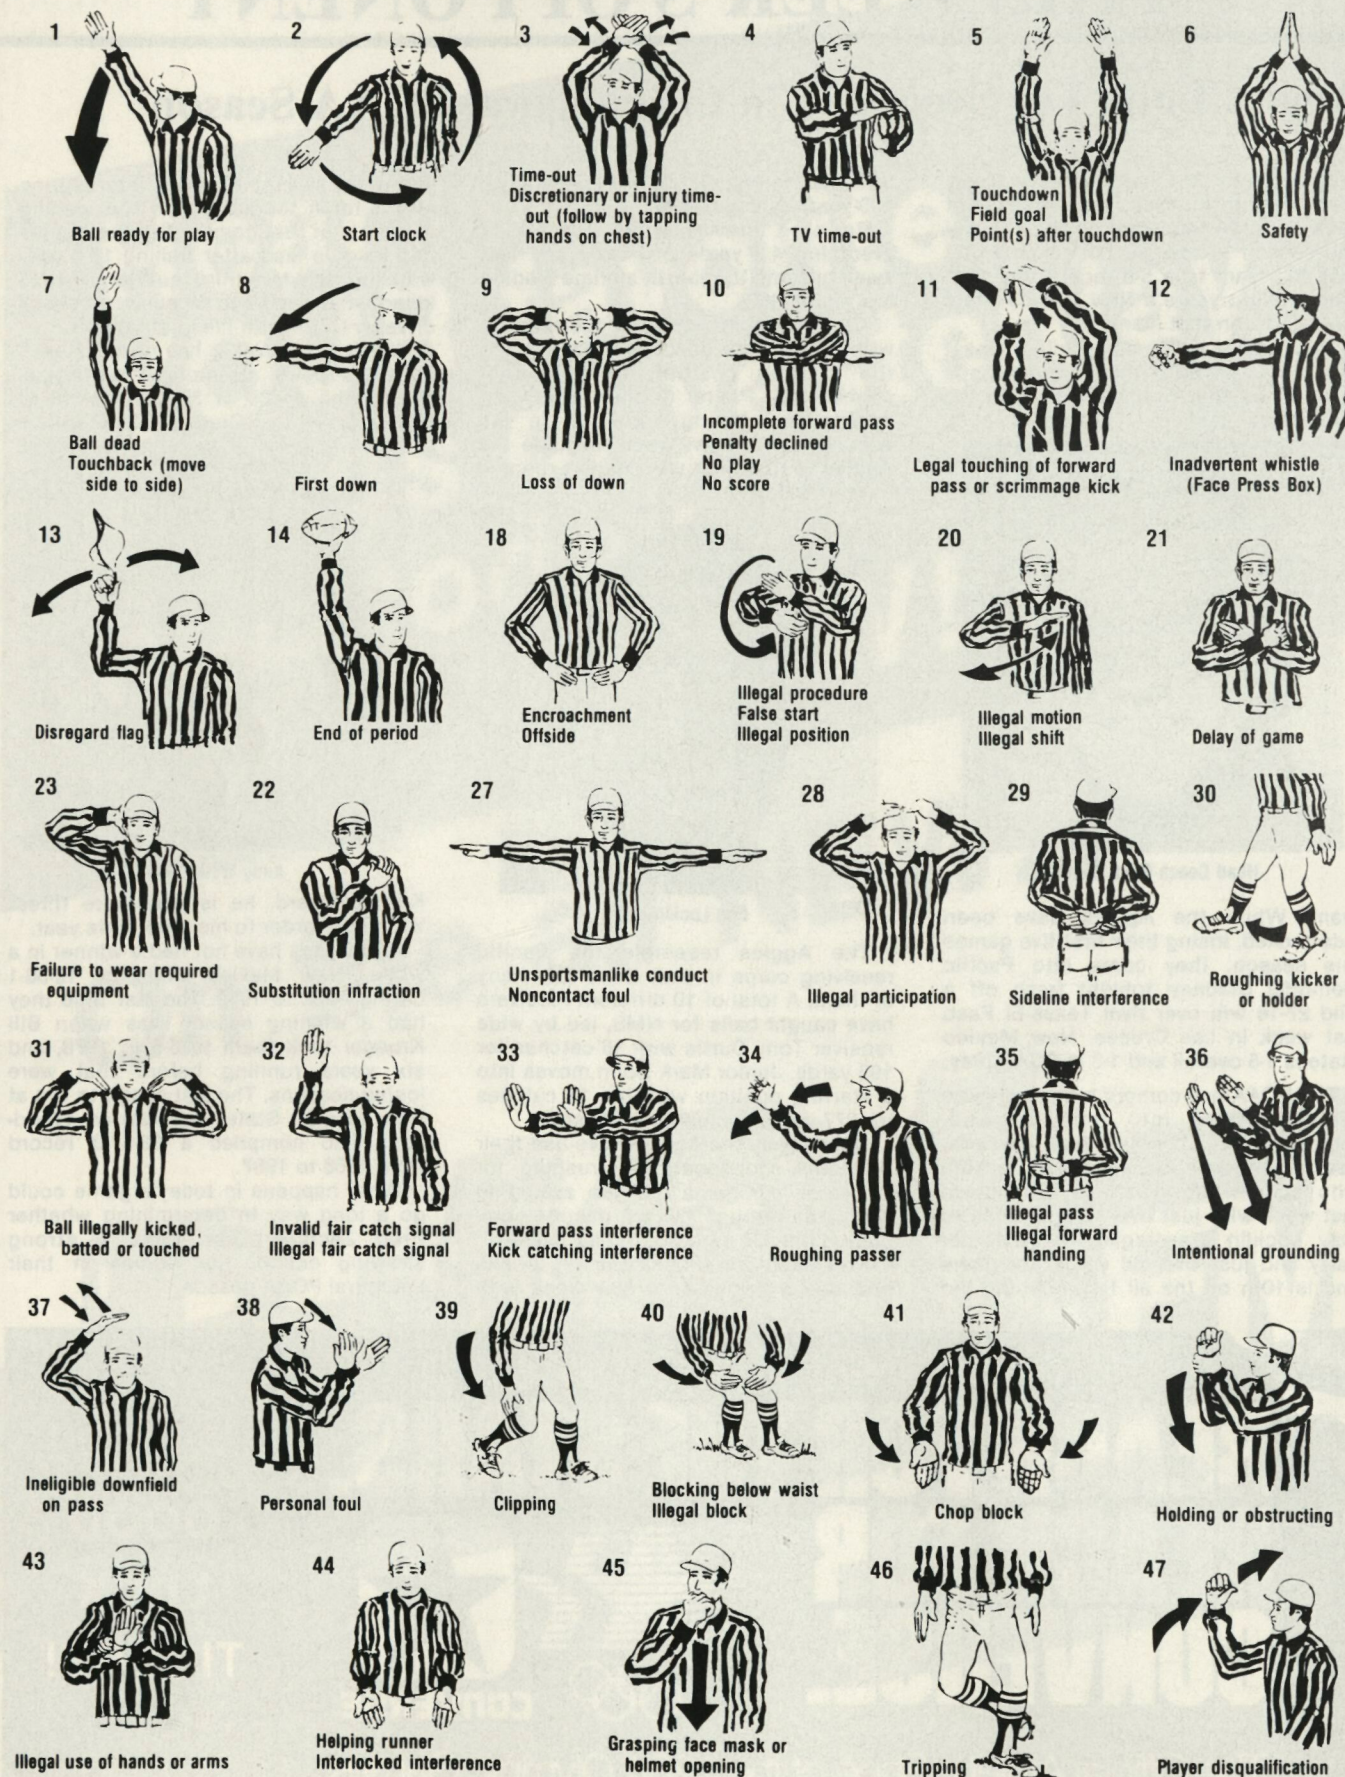 1
Ball ready for play
2
Start clock
3
Time-out
Discretionary or injury time-
out (follow by tapping
hands on chest)
4
TV time-out
5
Touchdown
Field goal
Point(s) after touchdown
6
Safety
7
Ball dead
Touchback (move
side to side)
8
First down
9
Loss of down
10
Incomplete forward pass
Penalty declined
No play
No score
11
Legal touching of forward
pass or scrimmage kick
12
Inadvertent whistle
(Face Press Box)
13
Disregard flag
14
End of period
18
Encroachment
Offside
19
Illegal procedure
False start
Illegal position
20
Illegal motion
Illegal shift
21
Delay of game
23
Failure to wear required
equipment
22
Substitution infraction
27
Unsportsmanlike conduct
Noncontact foul
28
Illegal participation
29
Sideline interference
30
Roughing kicker
or holder
31
Ball illegally kicked,
batted or touched
32
Invalid fair catch signal
Illegal fair catch signal
33
Forward pass interference
Kick catching interference
34
Roughing passer
35
Illegal pass
Illegal forward
handing
36
Intentional grounding
37
Ineligible downfield
on pass
38
Personal foul
39
Clipping
40
Blocking below waist
Illegal block
41
Chop block
42
Holding or obstructing
43
Illegal use of hands or arms
44
Helping runner
Interlocked interference
45
Grasping face mask or
helmet opening
46
Tripping
47
Player disqualification